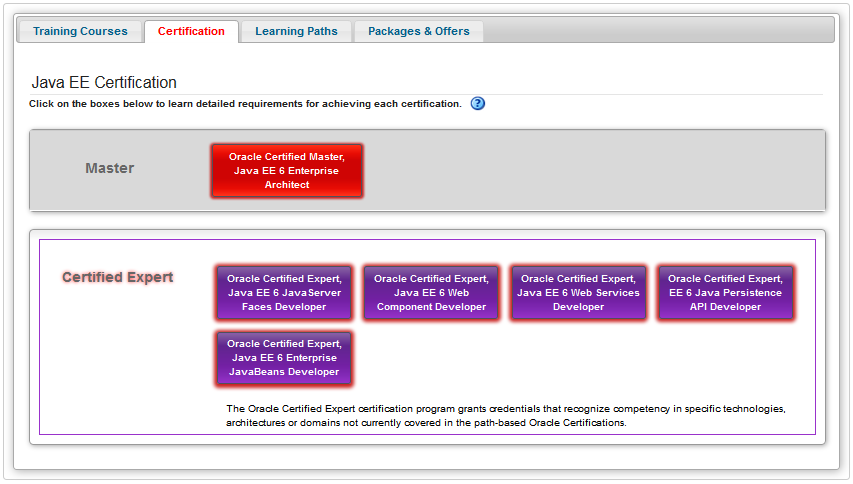 Training Courses
Certification
Learning Paths
Packages & Offers
Java EE Certification
Click on the boxes below to learn detailed requirements for achieving each certification. ?
Master
Oracle Certified Master,
Java EE 6 Enterprise
Architect
Certified Expert
Oracle Certified Expert,
Java EE 6 JavaServer
Faces Developer
Oracle Certified Expert,
Java EE 6 Web
Component Developer
Oracle Certified Expert,
Java EE 6 Web Services
Developer
Oracle Certified Expert,
EE 6 Java Persistence
API Developer
Oracle Certified Expert,
Java EE 6 Enterprise
JavaBeans Developer
The Oracle Certified Expert certification program grants credentials that recognize competency in specific technologies,
architectures or domains not currently covered in the path-based Oracle Certifications.